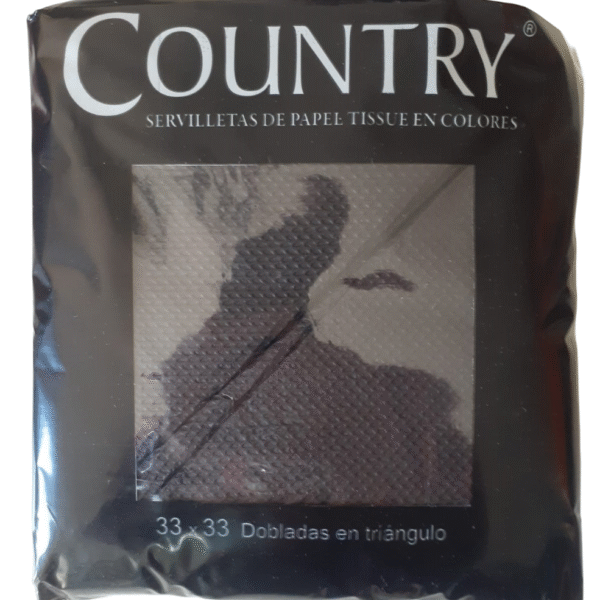 COUNTRY®
SERVILLETAS DE PAPEL TISSUE EN COLORES
33 x 33 Dobladas en triángulo